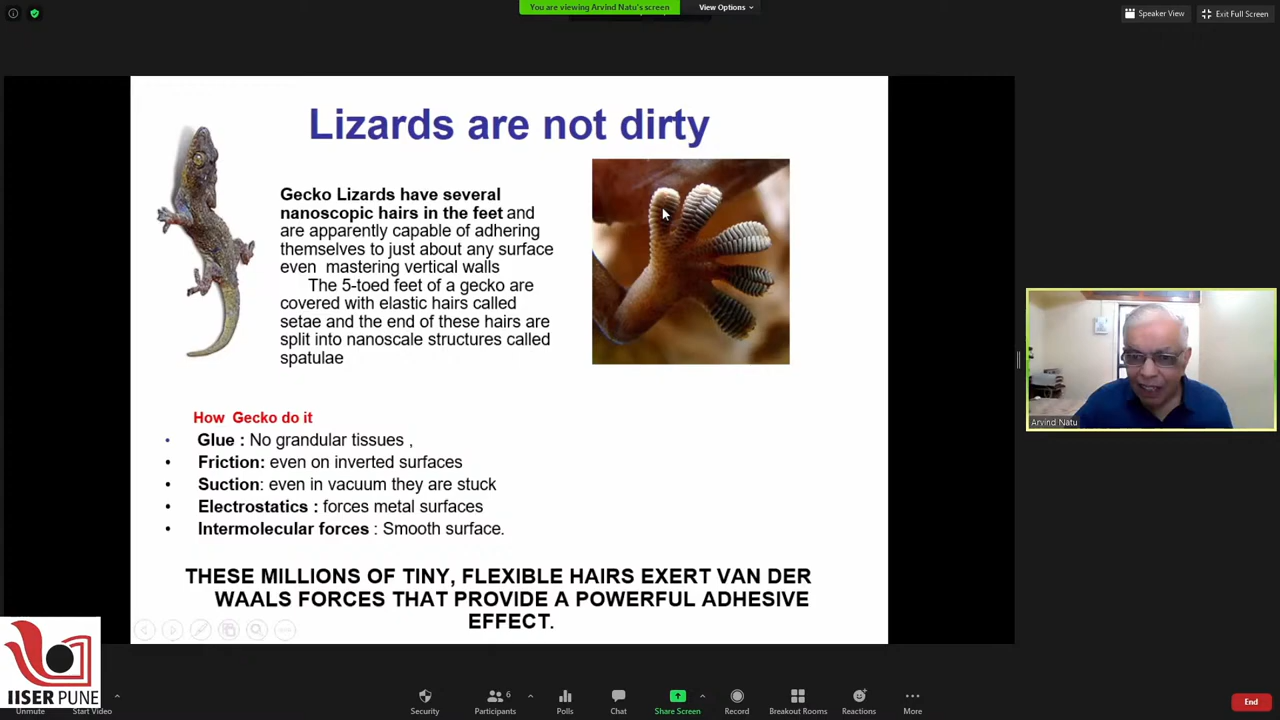 You are viewing Arvind Natu's screen
View Options
Speaker View
Exit Full Screen
Lizards are not dirty
Gecko Lizards have several
nanoscopic hairs in the feet and
are apparently capable of adhering
themselves to just about any surface
even mastering vertical walls
The 5-toed feet of a gecko are
covered with elastic hairs called
setae and the end of these hairs are
split into nanoscale structures called
spatulae
How Gecko do it
• Glue : No grandular tissues ,
• Friction: even on inverted surfaces
• Suction: even in vacuum they are stuck
• Electrostatics : forces metal surfaces
• Intermolecular forces : Smooth surface.
THESE MILLIONS OF TINY, FLEXIBLE HAIRS EXERT VAN DER
WAALS FORCES THAT PROVIDE A POWERFUL ADHESIVE
EFFECT.
Arvind Natu
IISER PUNE
Unmute
Start Video
Security
Participants
6
Polls
Chat
Share Screen
Record
Breakout Rooms
Reactions
More
End